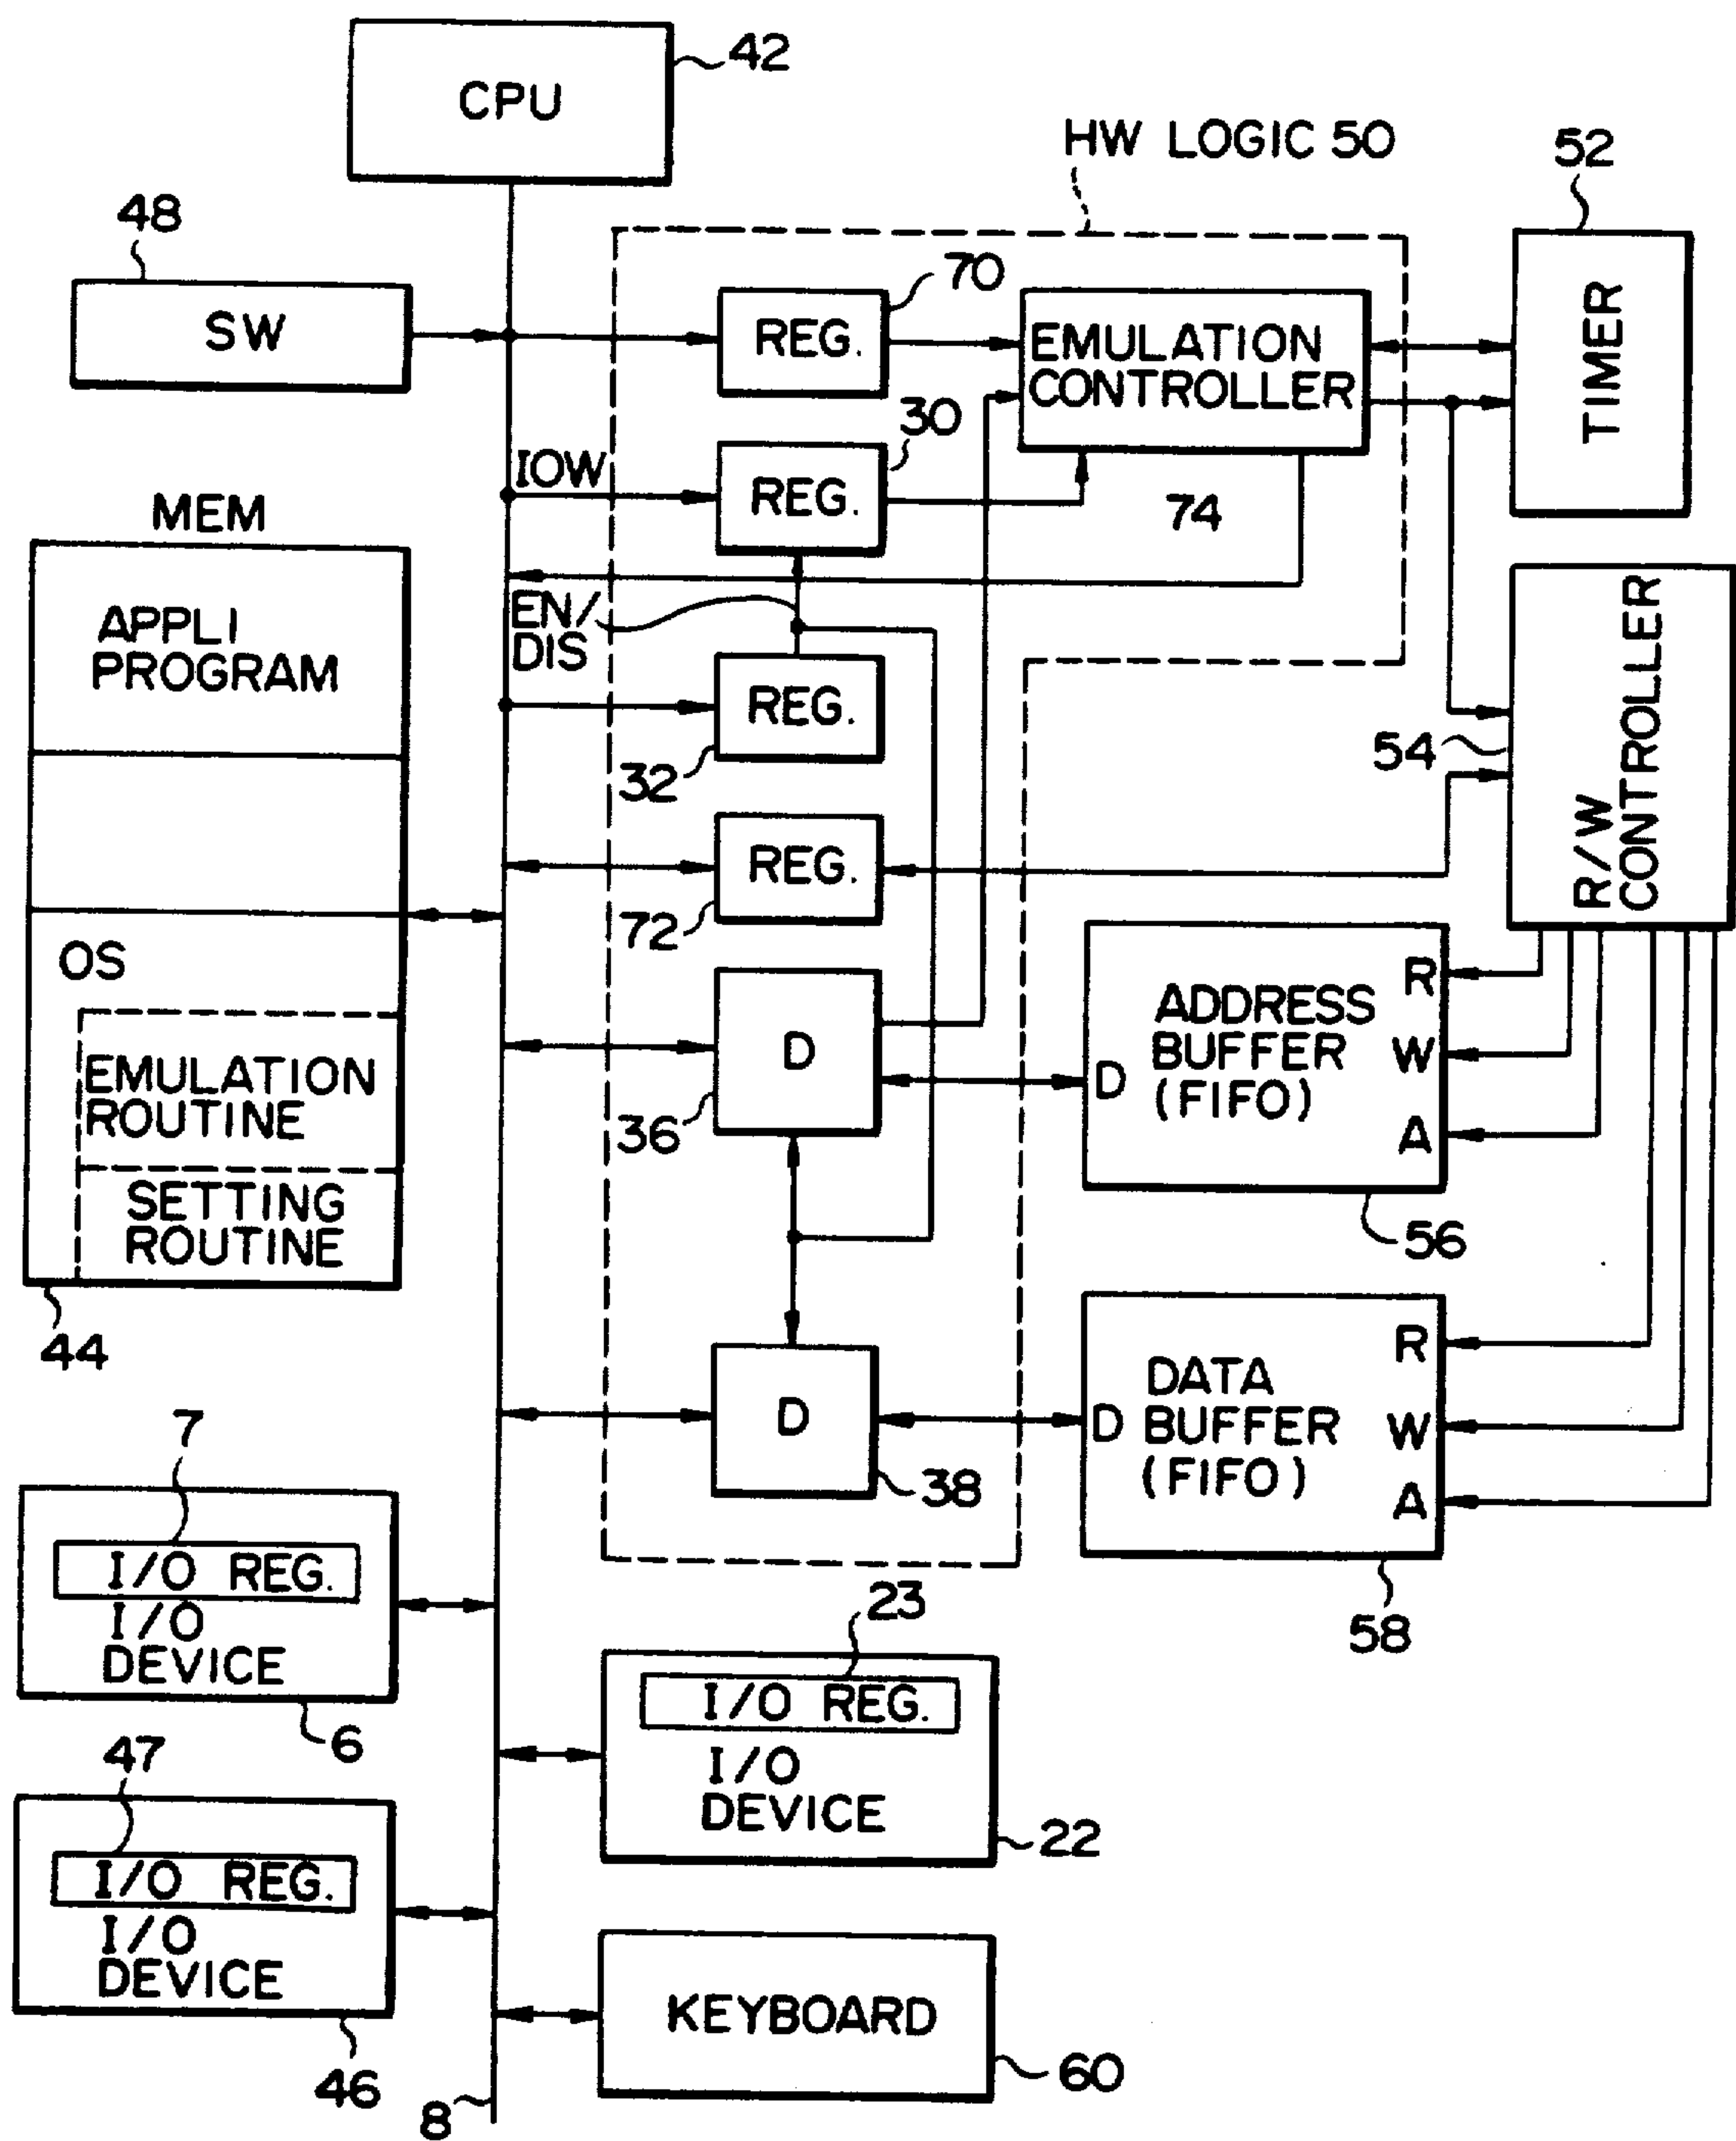 CPU
42
HW LOGIC 50
52
48
SW
70
REG.
EMULATION
CONTROLLER
TIMER
30
IOW
REG.
74
MEM
APPLI
PROGRAM
EN/
DIS
REG.
32
54
R/W
CONTROLLER
REG.
72
OS
EMULATION
ROUTINE
SETTING
ROUTINE
44
D
36
D
ADDRESS
BUFFER
(FIFO)
R
W
A
56
D
38
D
DATA
BUFFER
(FIFO)
R
W
A
58
7
I/O REG.
I/O
DEVICE
6
23
I/O REG.
I/O
DEVICE
22
47
I/O REG.
I/O
DEVICE
46
KEYBOARD
60
8